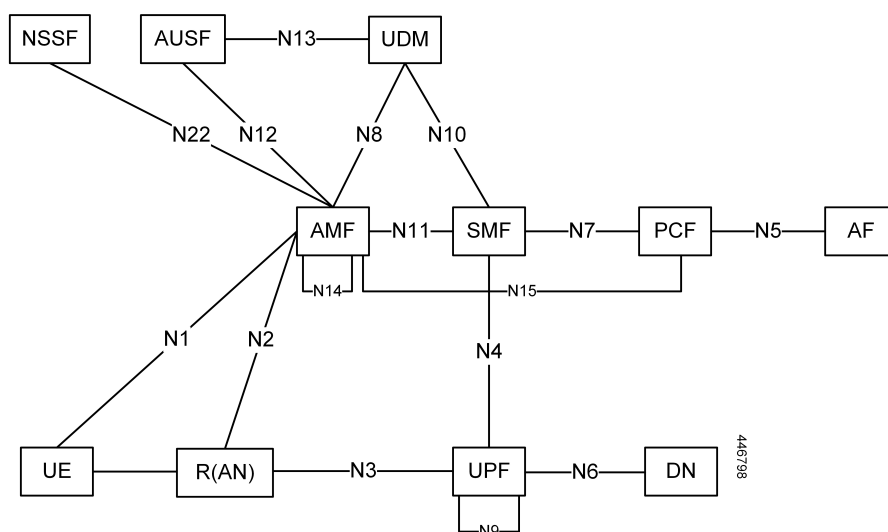 NSSF
AUSF
N13
UDM
N22
N12
N8
N10
AMF
N11
SMF
N7
PCF
N5
AF
N14
N15
N1
N2
N4
UE
R(AN)
N3
UPF
N6
DN
446798
N9